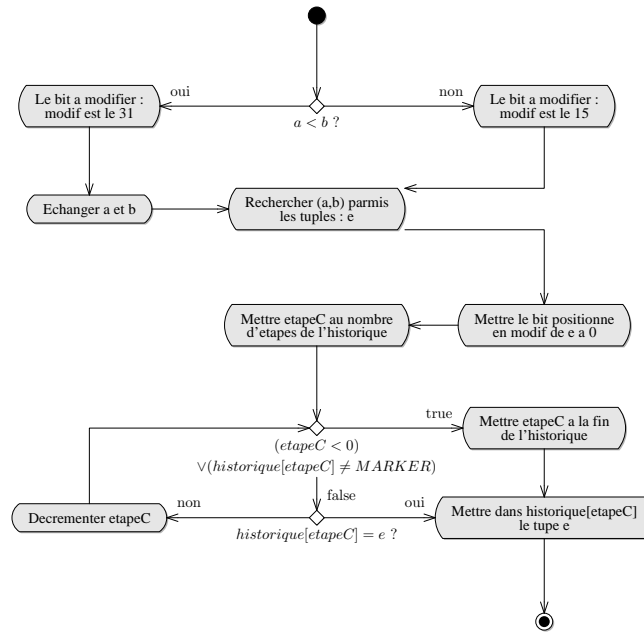 oui
non
Le bit a modifier :
modif est le 31
a < b ?
Le bit a modifier :
modif est le 15
Echanger a et b
Rechercher (a,b) parmis
les tuples : e
Mettre etapeC au nombre
d'etapes de l'historique
Mettre le bit positionne
en modif de e a 0
true
Mettre etapeC a la fin
de l'historique
(etapeC < 0)
∨(historique[etapeC] ≠ MARKER)
false
non
oui
Decrementer etapeC
historique[etapeC] = e ?
Mettre dans historique[etapeC]
le tupe e